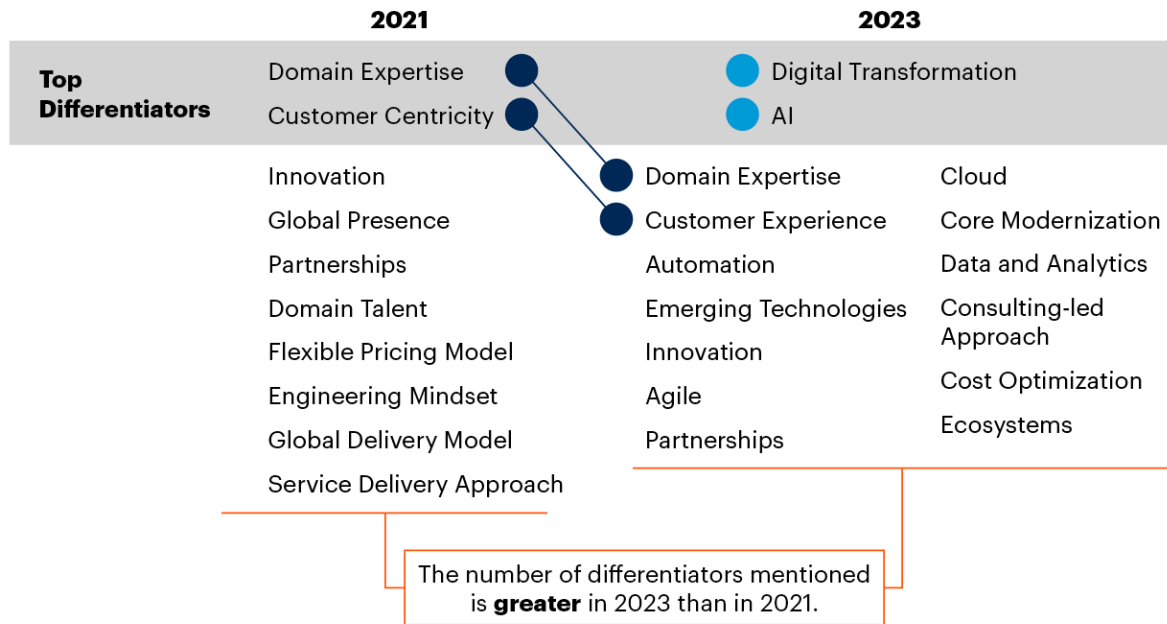 2021
2023
Top
Differentiators
Domain Expertise
Customer Centricity
Digital Transformation
AI
Innovation
Global Presence
Partnerships
Domain Talent
Flexible Pricing Model
Engineering Mindset
Global Delivery Model
Service Delivery Approach
Domain Expertise
Customer Experience
Automation
Emerging Technologies
Innovation
Agile
Partnerships
Cloud
Core Modernization
Data and Analytics
Consulting-led
Approach
Cost Optimization
Ecosystems
The number of differentiators mentioned
is greater in 2023 than in 2021.